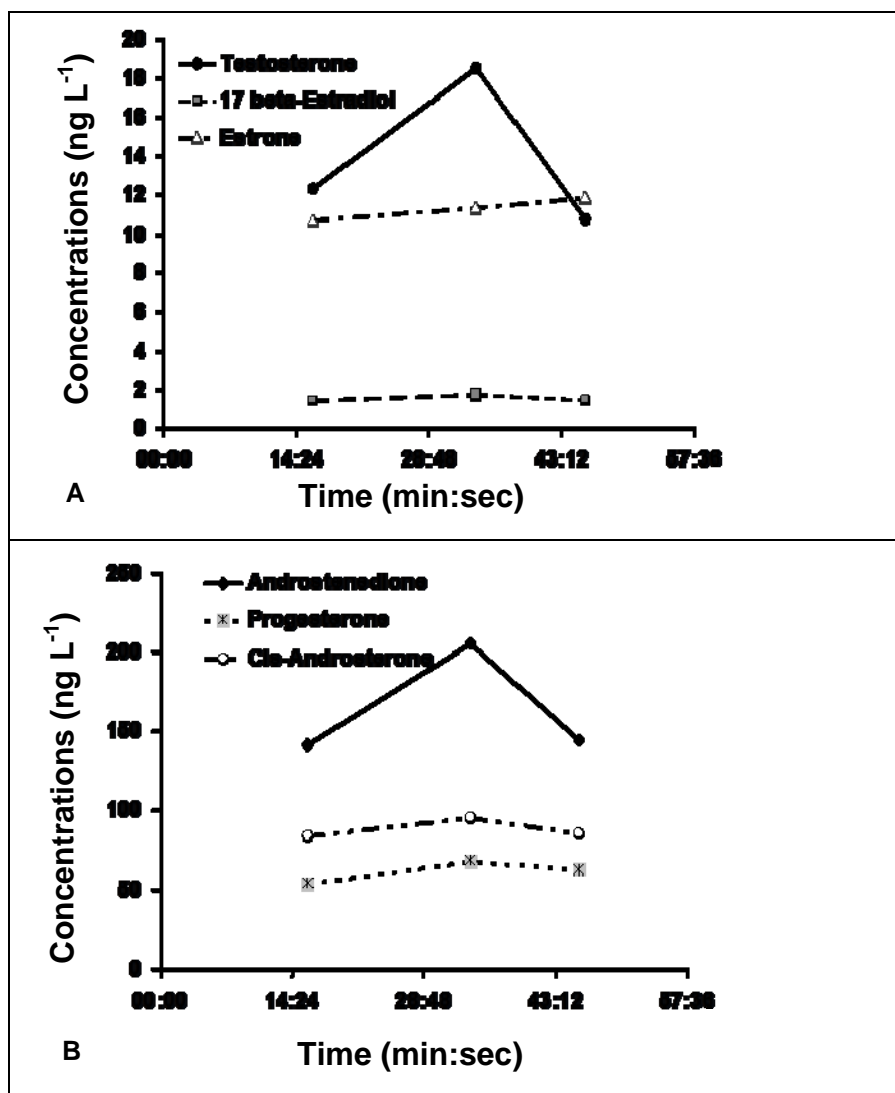 Concentrations (ng L⁻¹)
20
18
16
14
12
10
8
6
4
2
0
Testosterone
17 beta-Estradiol
Estrone
00:00 14:24 28:48 43:12 57:36
Time (min:sec)
A
Concentrations (ng L⁻¹)
250
200
150
100
50
0
Androstenedione
Progesterone
Cis-Androsterone
00:00 14:24 28:48 43:12 57:36
Time (min:sec)
B